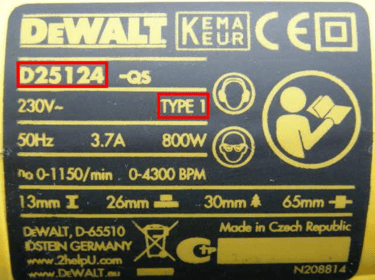 DEWALT KEMA KEUR CE
D25124 -QS
230V~ TYPE 1
50Hz 3.7A 800W
no 0-1150/min 0-4300 BPM
13mm 26mm 30mm 65mm
DEWALT, D-65510
IDSTEIN GERMANY
www.2helpU.com
www.DEWALT.eu
Made in Czech Republic
N208814